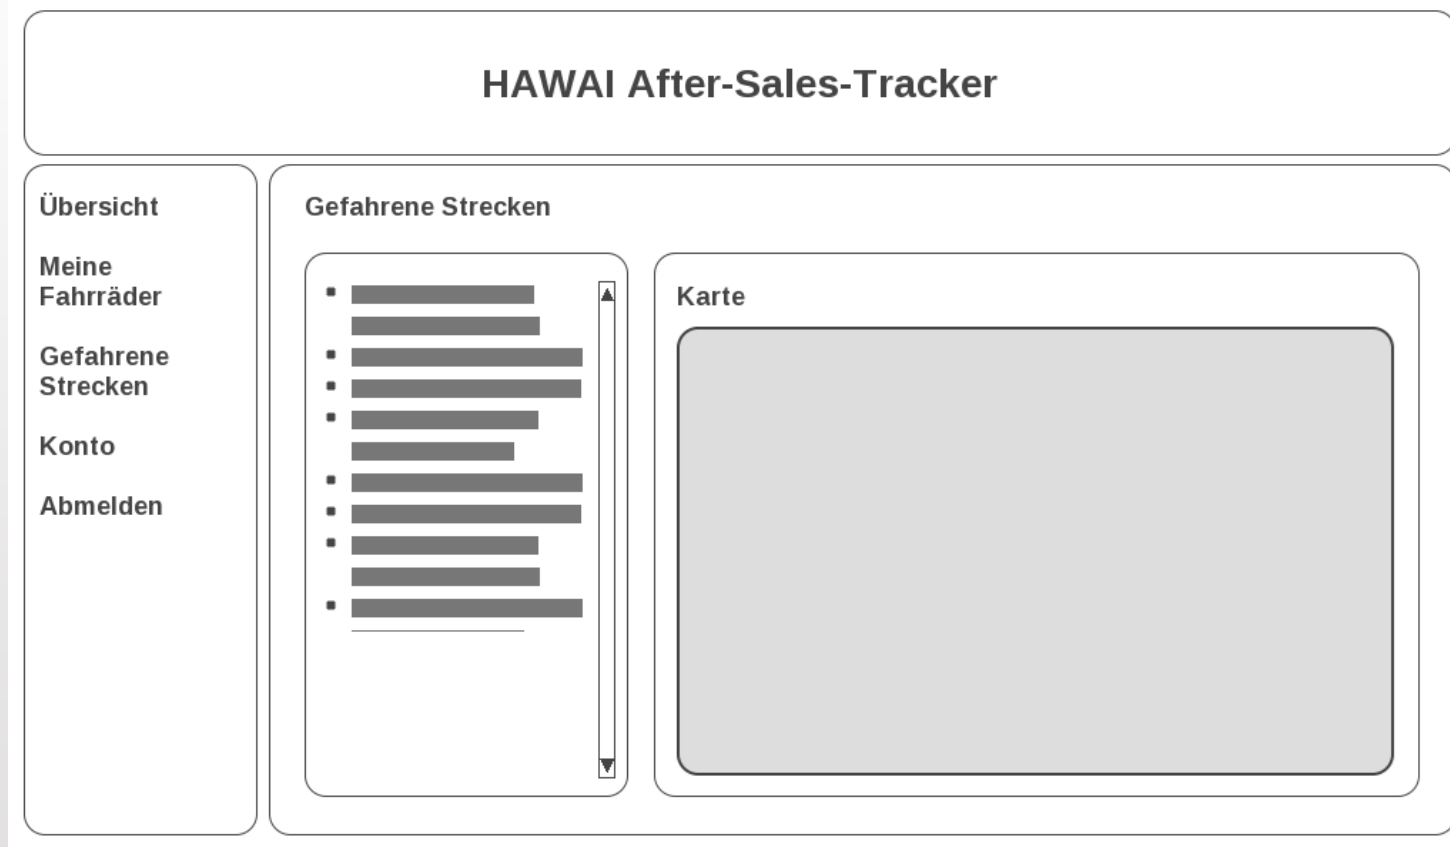 HAWAI After-Sales-Tracker
Übersicht
Meine
Fahrräder
Gefahrene
Strecken
Konto
Abmelden
Gefahrene Strecken
Karte